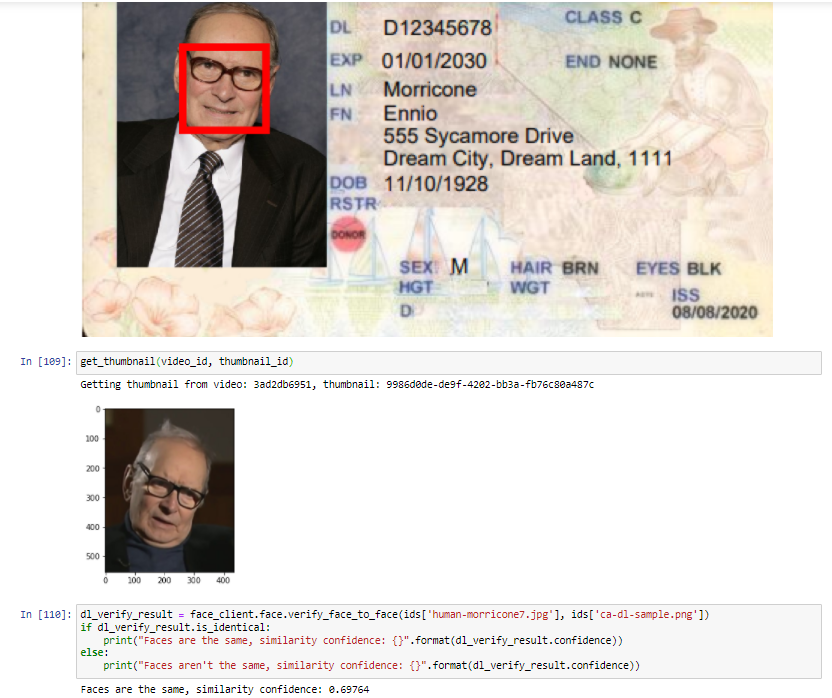 DL D12345678 CLASS C
EXP 01/01/2030 END NONE
LN Morricone
FN Ennio
555 Sycamore Drive
Dream City, Dream Land, 1111
DOB 11/10/1928
RSTR
DONOR
SEX: M HAIR BRN EYES BLK
HGT WGT ISS
D 08/08/2020
In [109]: get_thumbnail(video_id, thumbnail_id)
Getting thumbnail from video: 3ad2db6951, thumbnail: 9986d0de-de9f-4202-bb3a-fb76c80a487c
0
100
200
300
400
500
0 100 200 300 400
In [110]: dl_verify_result = face_client.face.verify_face_to_face(ids['human-morricone7.jpg'], ids['ca-dl-sample.png'])
if dl_verify_result.is_identical:
    print("Faces are the same, similarity confidence: {}".format(dl_verify_result.confidence))
else:
    print("Faces aren't the same, similarity confidence: {}".format(dl_verify_result.confidence))
Faces are the same, similarity confidence: 0.69764